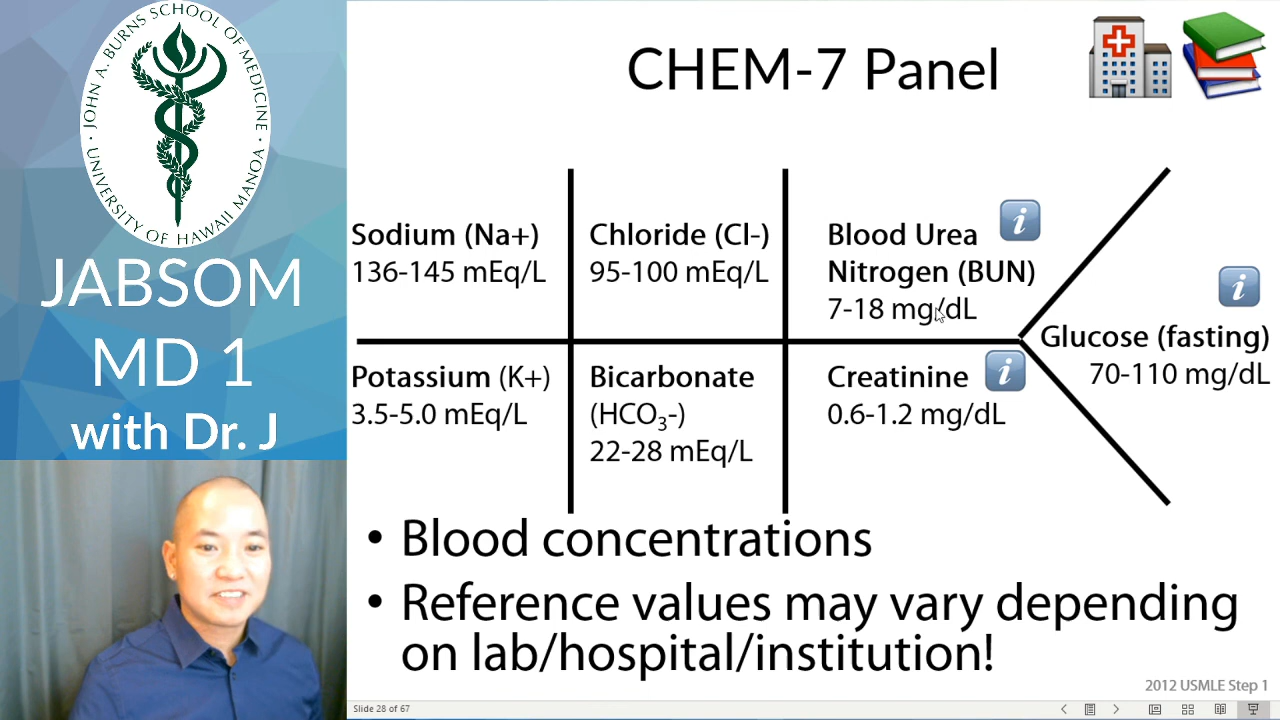 JOHN A. BURNS SCHOOL OF MEDICINE
UNIVERSITY OF HAWAII MANOA
JABSOM
MD 1
with Dr. J
CHEM-7 Panel
Sodium (Na+)
136-145 mEq/L
Chloride (Cl-)
95-100 mEq/L
Blood Urea
Nitrogen (BUN)
7-18 mg/dL
i
Glucose (fasting)
70-110 mg/dL
i
Potassium (K+)
3.5-5.0 mEq/L
Bicarbonate
(HCO₃-)
22-28 mEq/L
Creatinine
0.6-1.2 mg/dL
i
• Blood concentrations
• Reference values may vary depending
on lab/hospital/institution!
2012 USMLE Step 1
Slide 28 of 67